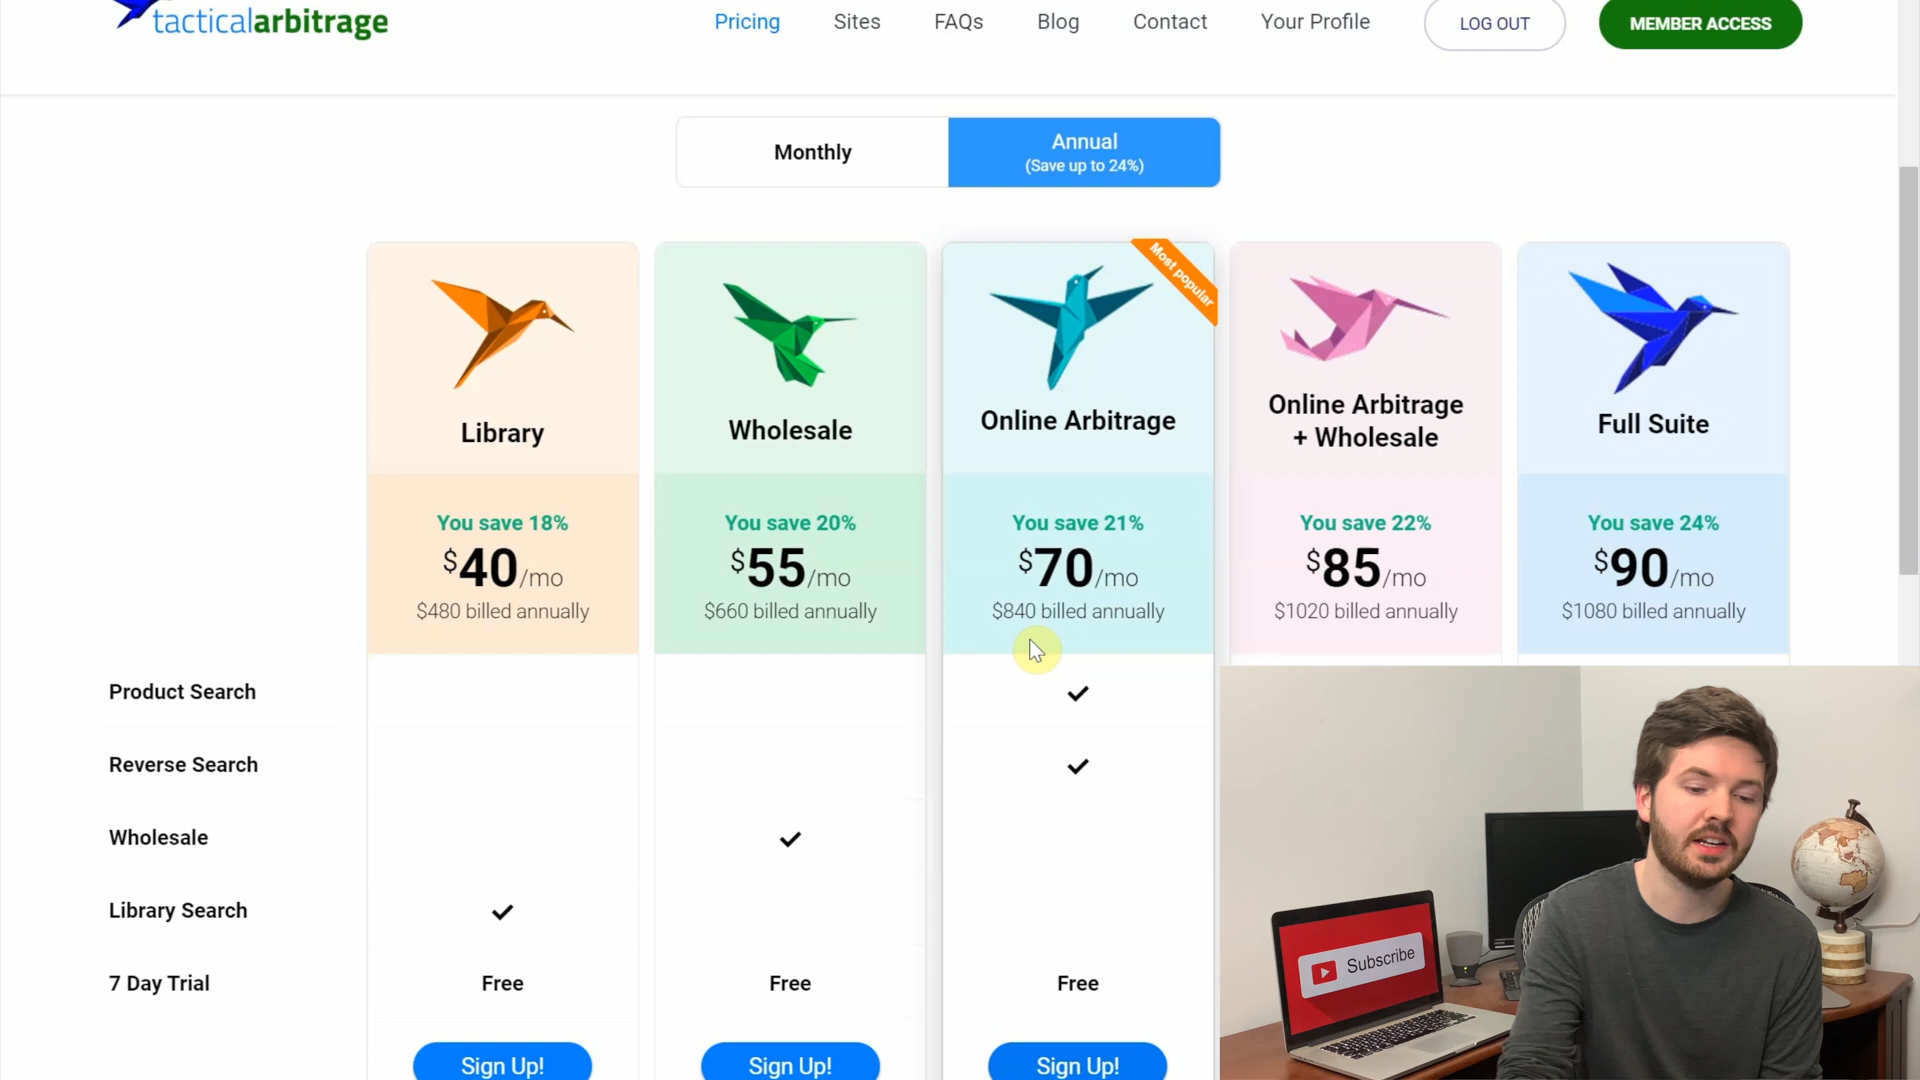 tacticalarbitrage
Pricing
Sites
FAQs
Blog
Contact
Your Profile
LOG OUT
MEMBER ACCESS
Monthly
Annual
(Save up to 24%)
Most popular
Library
Wholesale
Online Arbitrage
Online Arbitrage
+ Wholesale
Full Suite
You save 18%
$40/mo
$480 billed annually
You save 20%
$55/mo
$660 billed annually
You save 21%
$70/mo
$840 billed annually
You save 22%
$85/mo
$1020 billed annually
You save 24%
$90/mo
$1080 billed annually
Product Search
Reverse Search
Wholesale
Library Search
7 Day Trial
Free
Free
Free
Sign Up!
Sign Up!
Sign Up!
Subscribe